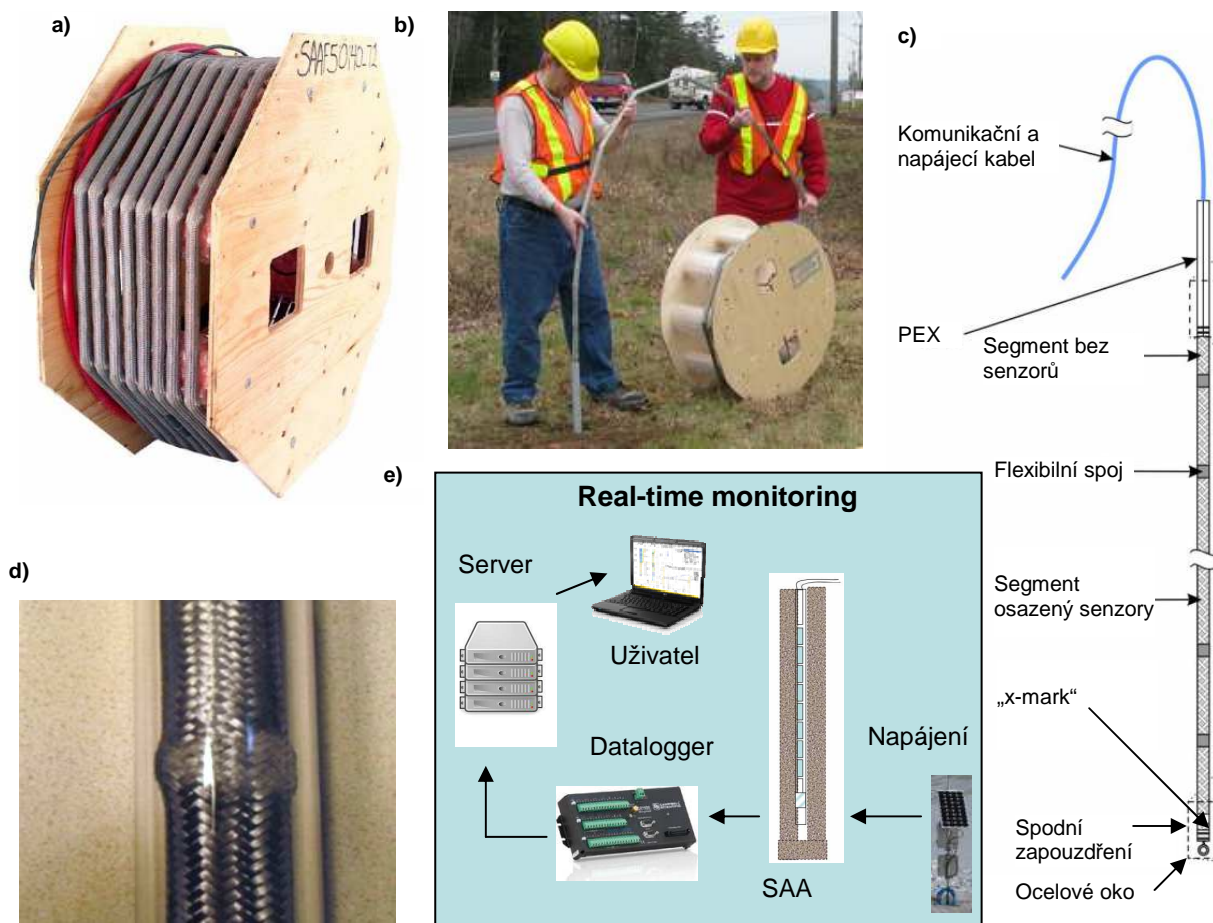 a)
SAAF50140-72
b)
c)
Komunikační a
napájecí kabel
PEX
Segment bez
senzorů
Flexibilní spoj
Segment
osazený senzory
„x-mark“
Spodní
zapouzdření
Ocelové oko
d)
e)
Real-time monitoring
Server
Uživatel
Datalogger
Napájení
SAA